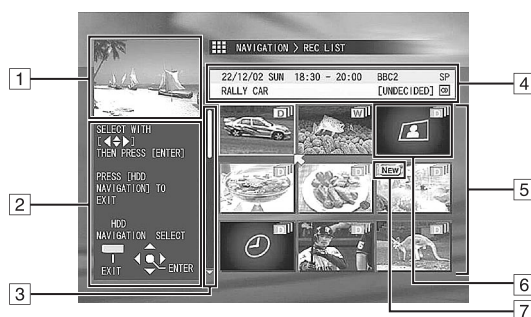 NAVIGATION > REC LIST
22/12/02 SUN 18:30 - 20:00 BBC2 SP
RALLY CAR [UNDECIDED] CD
1
4
SELECT WITH
[◀▲▼▶]
THEN PRESS [ENTER]
PRESS [HDD
NAVIGATION] TO
EXIT
HDD
NAVIGATION SELECT
EXIT ENTER
D
W
D
D
D
NEW
D
D
D
D
2
3
5
6
7